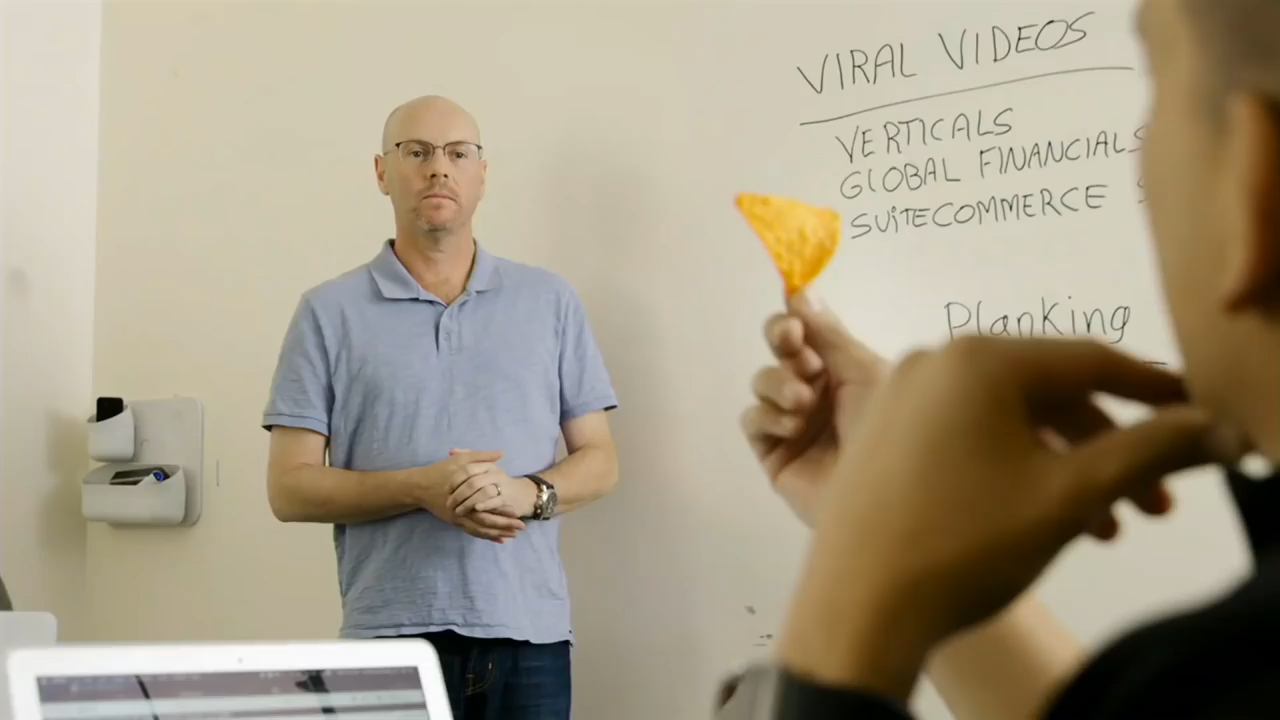 VIRAL VIDEOS
VERTICALS
GLOBAL FINANCIALS
SUiTECOMMERCE
Planking